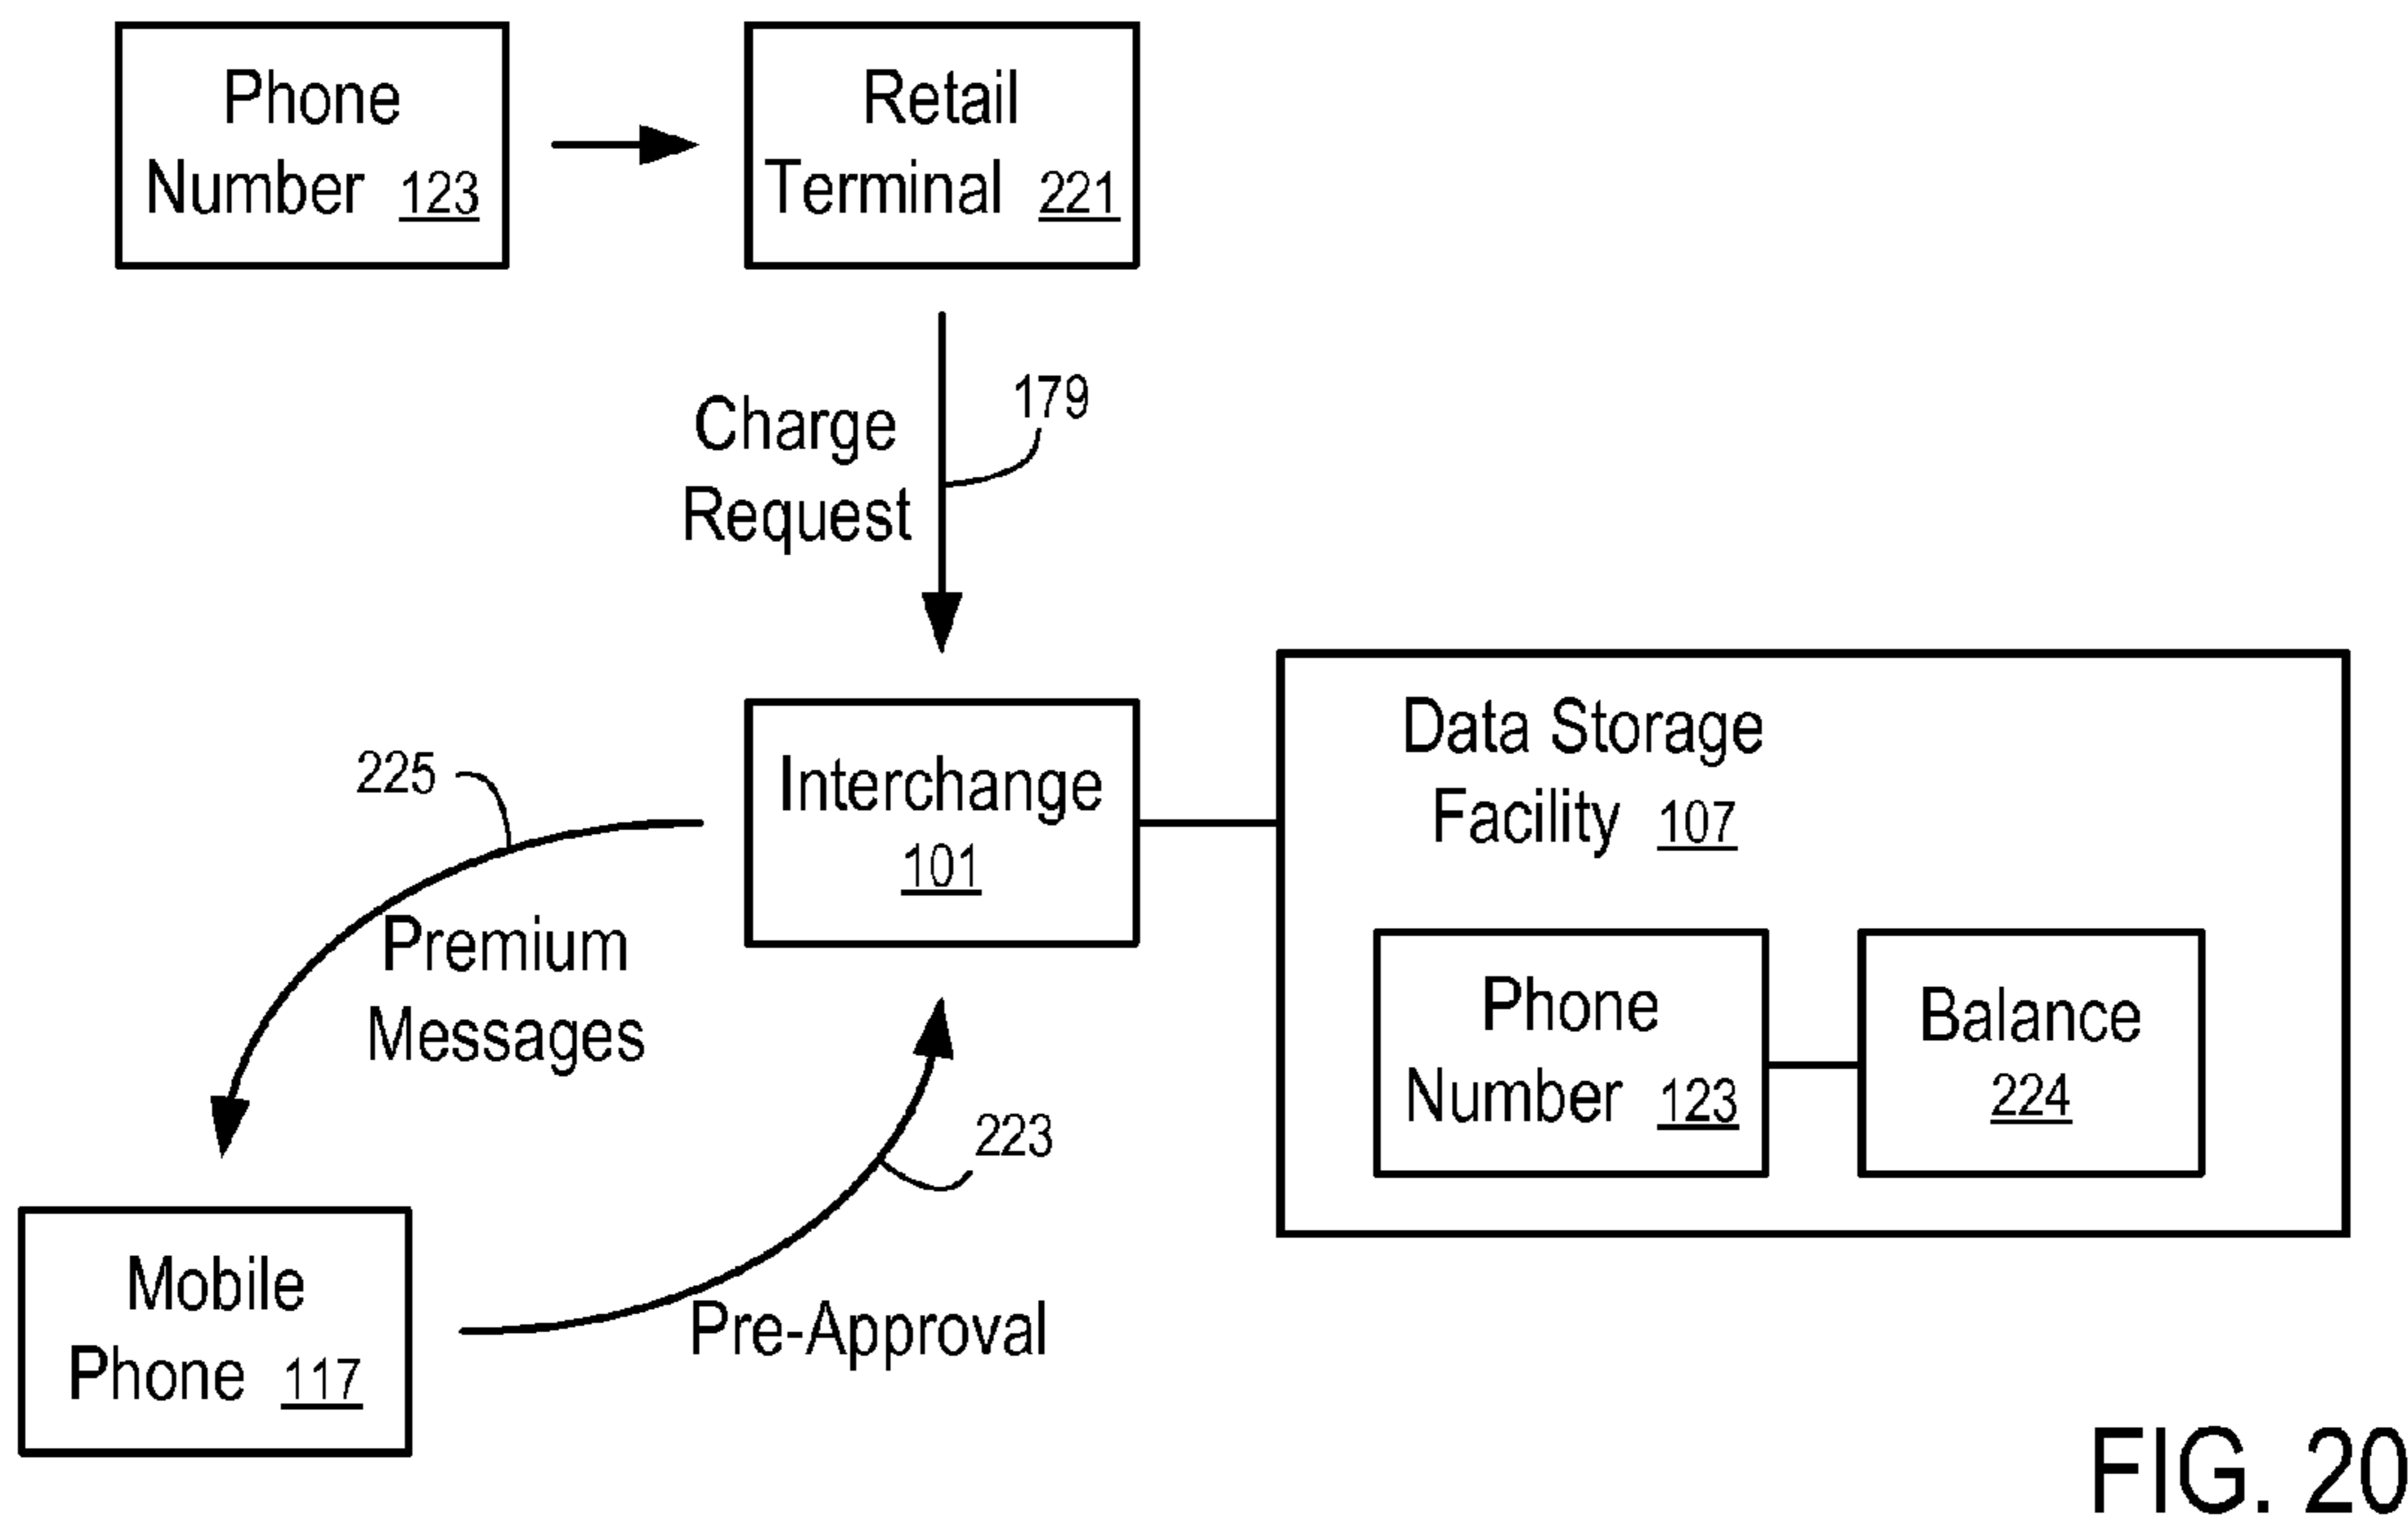 Phone
Number 123
Retail
Terminal 221
Charge
Request
179
Interchange
101
Data Storage
Facility 107
Phone
Number 123
Balance
224
225
Premium
Messages
223
Pre-Approval
Mobile
Phone 117
FIG. 20